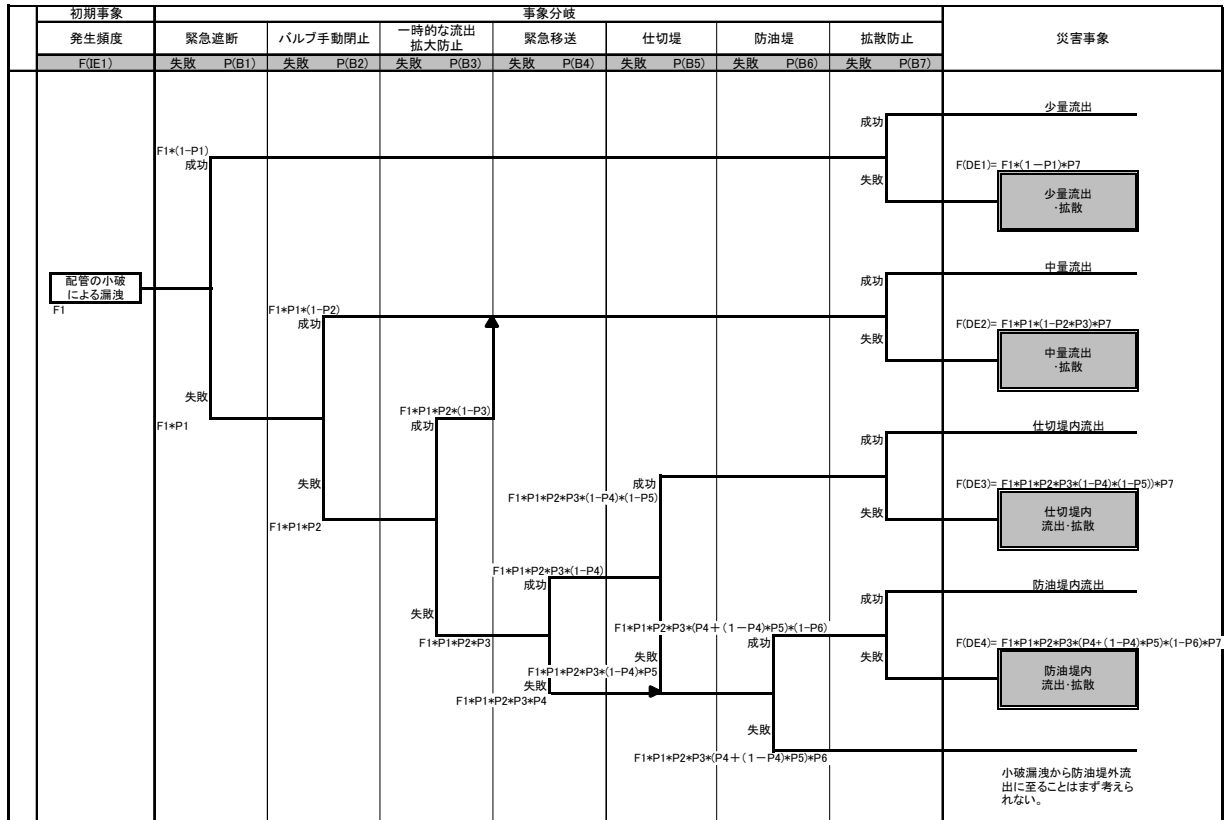 初期事象
事象分岐
発生頻度
緊急遮断
バルブ手動閉止
一時的な流出
拡大防止
緊急移送
仕切堤
防油堤
拡散防止
災害事象
F(IE1)
失敗 P(B1)
失敗 P(B2)
失敗 P(B3)
失敗 P(B4)
失敗 P(B5)
失敗 P(B6)
失敗 P(B7)
少量流出
成功
F1*(1-P1)
成功
F(DE1)= F1*(1－P1)*P7
失敗
少量流出
・拡散
中量流出
成功
配管の小破
による漏洩
F1
F1*P1*(1-P2)
成功
F(DE2)= F1*P1*(1-P2*P3)*P7
失敗
中量流出
・拡散
失敗
F1*P1*P2*(1-P3)
成功
F1*P1
仕切堤内流出
成功
失敗
成功
F(DE3)= F1*P1*P2*P3*(1-P4)*(1-P5))*P7
F1*P1*P2*P3*(1-P4)*(1-P5)
F1*P1*P2
失敗
仕切堤内
流出・拡散
F1*P1*P2*P3*(1-P4)
成功
防油堤内流出
成功
失敗
F1*P1*P2*P3
F1*P1*P2*P3*(P4＋(1－P4)*P5)*(1-P6)
成功
F(DE4)= F1*P1*P2*P3*(P4+(1-P4)*P5)*(1-P6)*P7
失敗
失敗
F1*P1*P2*P3*(1-P4)*P5
失敗
F1*P1*P2*P3*P4
防油堤内
流出・拡散
失敗
F1*P1*P2*P3*(P4＋(1－P4)*P5)*P6
小破漏洩から防油堤外流
出に至ることはまず考えら
れない。